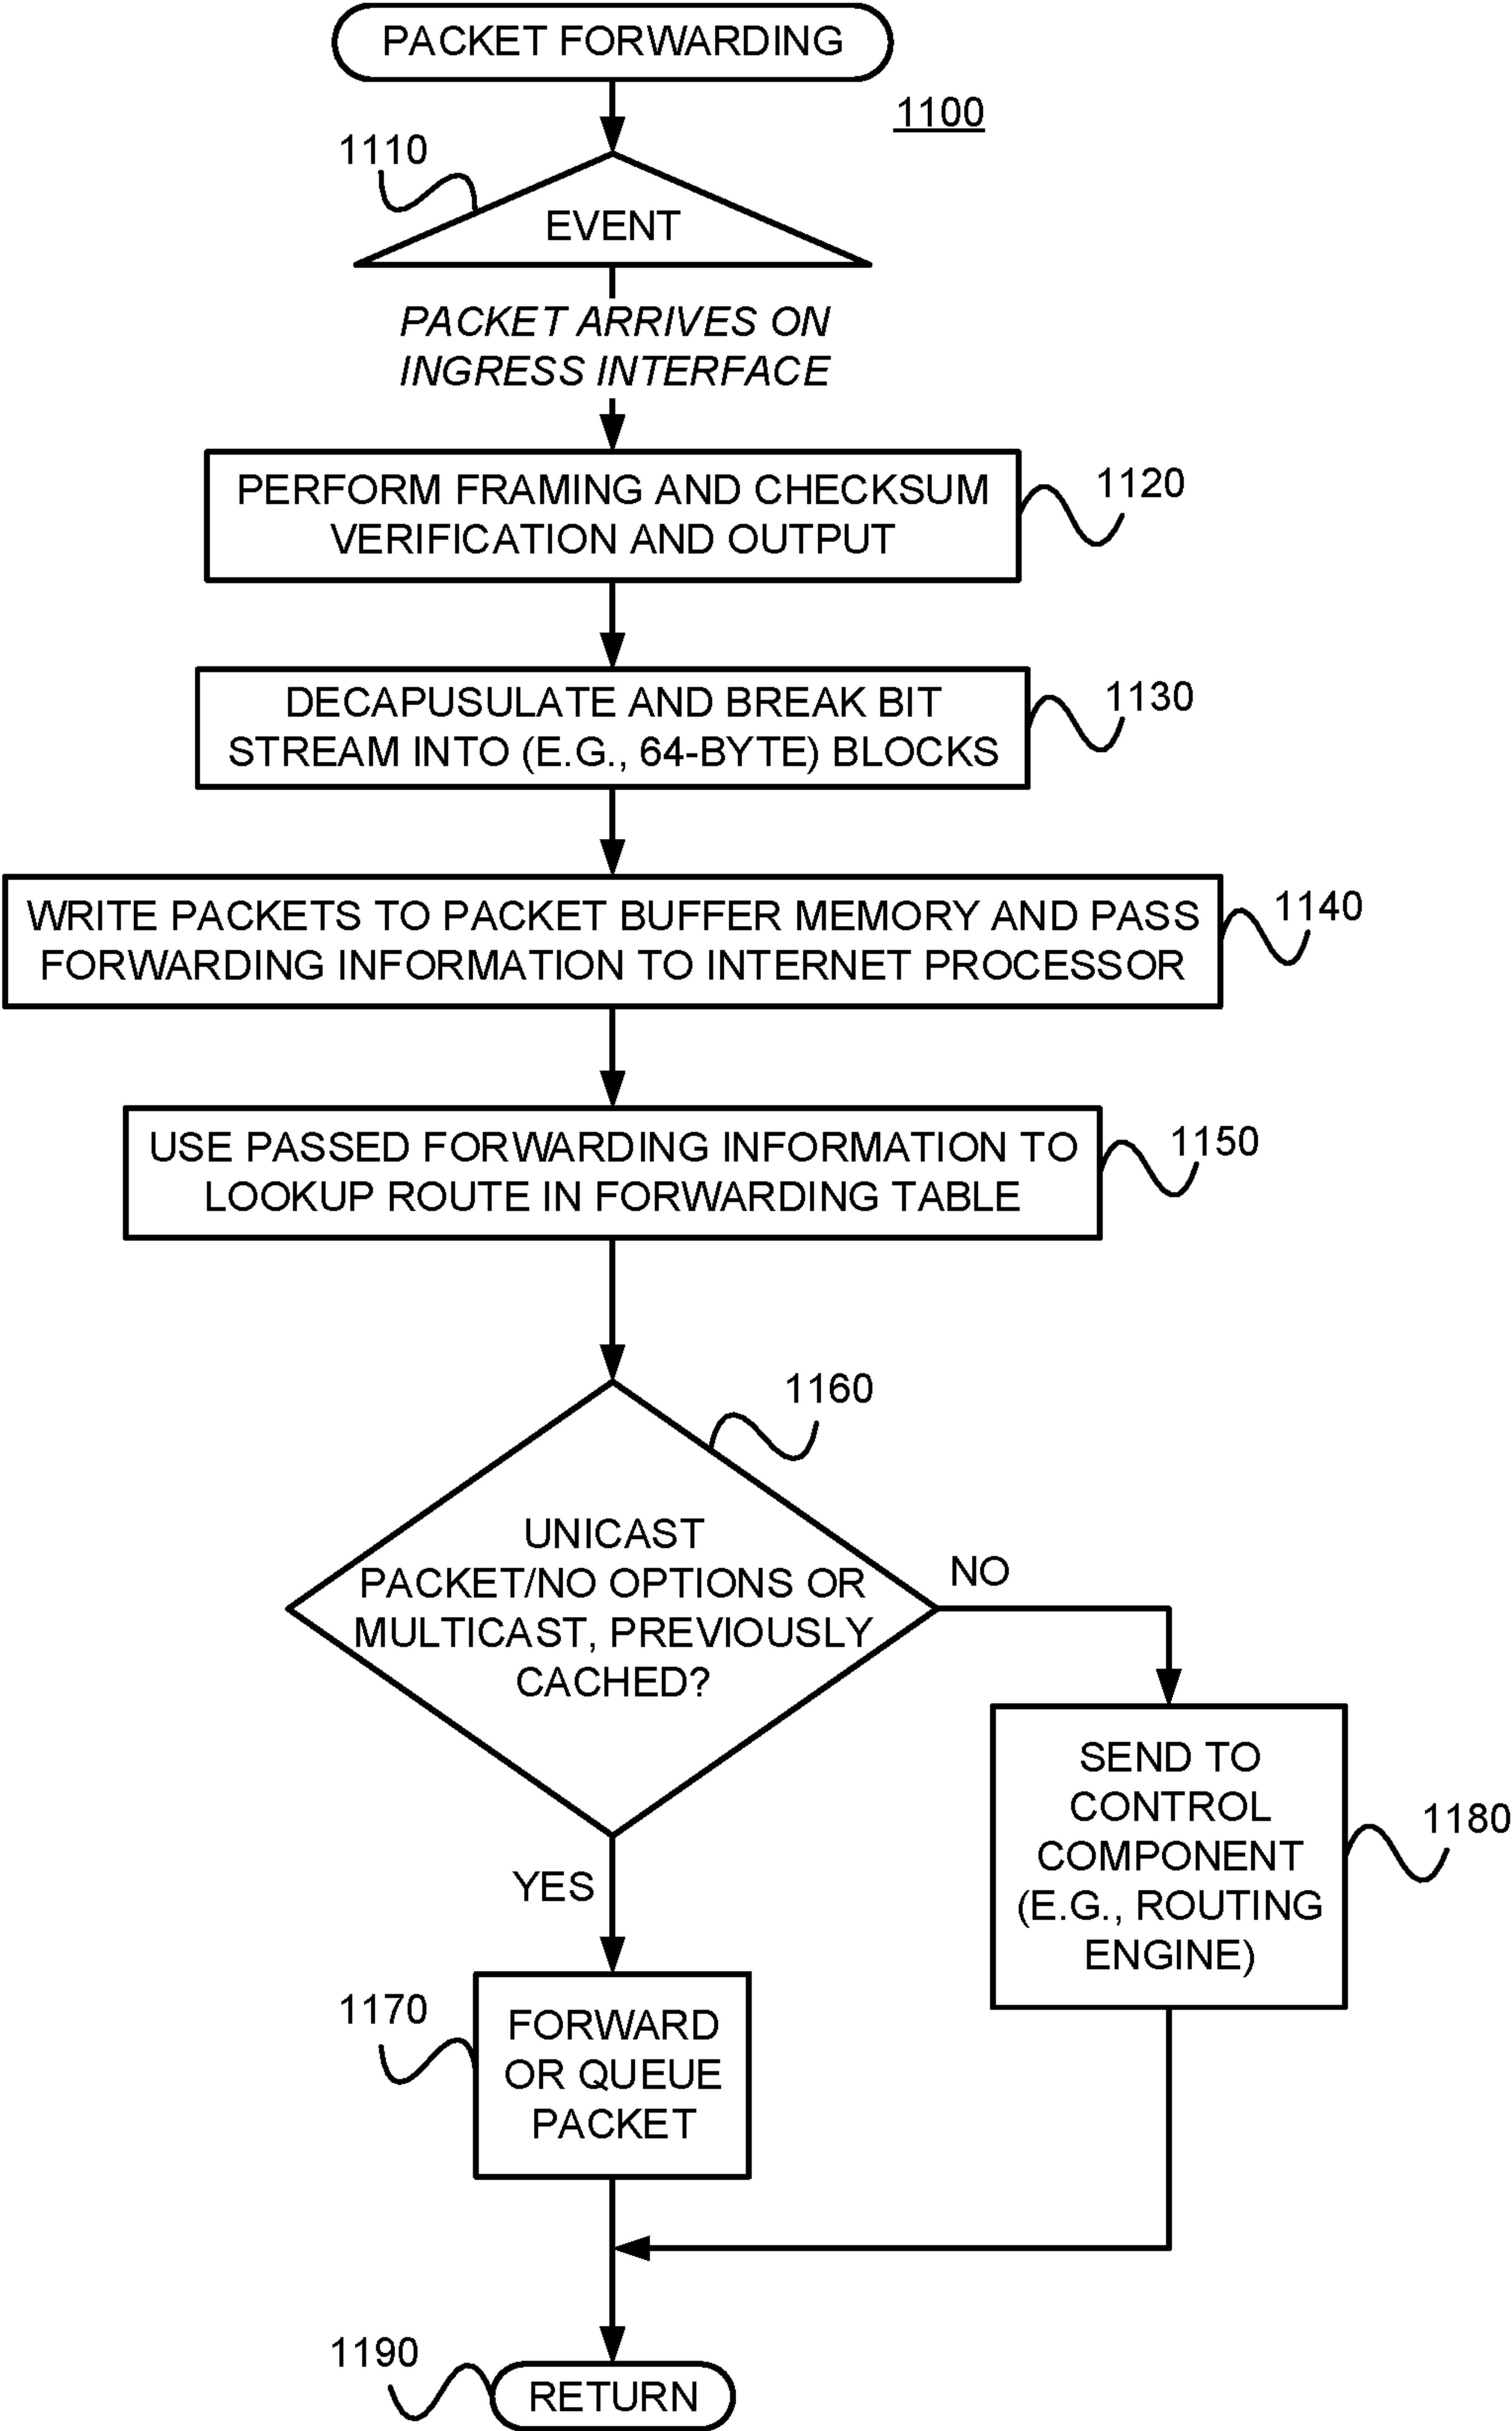 PACKET FORWARDING
1100
1110
EVENT
PACKET ARRIVES ON
INGRESS INTERFACE
PERFORM FRAMING AND CHECKSUM
VERIFICATION AND OUTPUT
1120
DECAPUSULATE AND BREAK BIT
STREAM INTO (E.G., 64-BYTE) BLOCKS
1130
WRITE PACKETS TO PACKET BUFFER MEMORY AND PASS
FORWARDING INFORMATION TO INTERNET PROCESSOR
1140
USE PASSED FORWARDING INFORMATION TO
LOOKUP ROUTE IN FORWARDING TABLE
1150
1160
UNICAST
PACKET/NO OPTIONS OR
MULTICAST, PREVIOUSLY
CACHED?
NO
YES
SEND TO
CONTROL
COMPONENT
(E.G., ROUTING
ENGINE)
1180
1170
FORWARD
OR QUEUE
PACKET
1190
RETURN